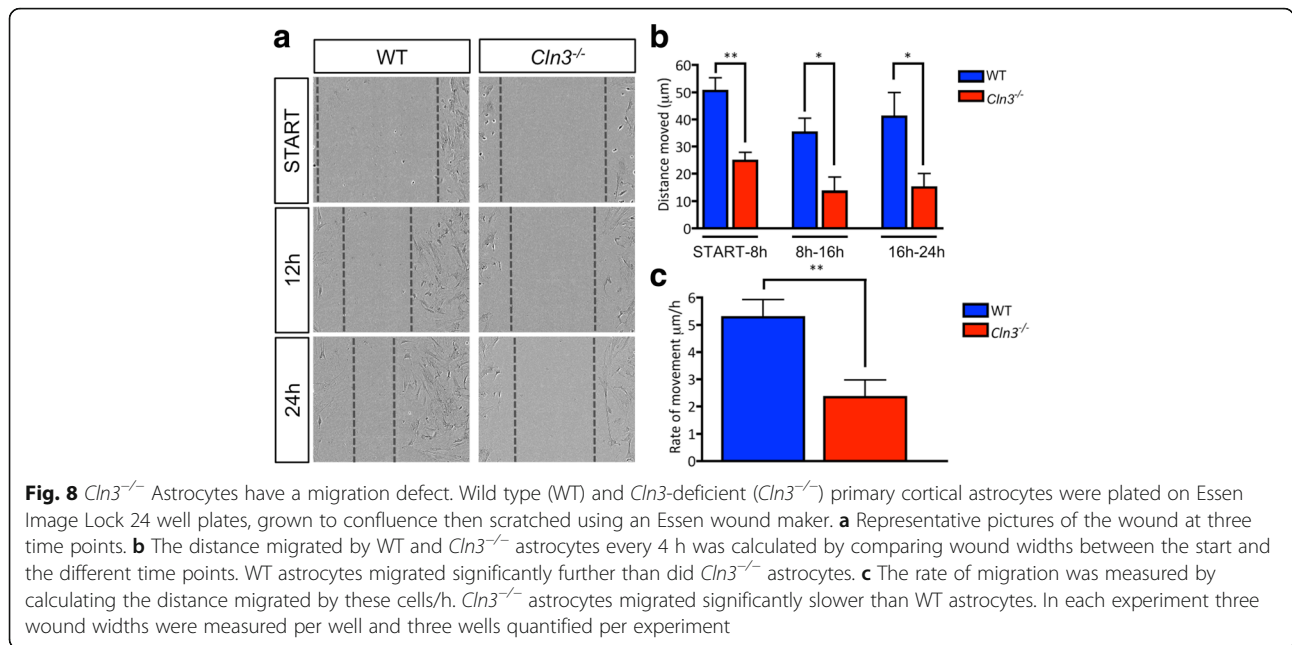 a
WT
Cln3-/-
START
12h
24h
b
**
*
*
60
50
40
30
20
10
0
Distance moved (μm)
START-8h
8h-16h
16h-24h
WT
Cln3-/-
c
**
6
5
4
3
2
1
0
Rate of movement μm/h
WT
Cln3-/-
Fig. 8 Cln3−/− Astrocytes have a migration defect. Wild type (WT) and Cln3-deficient (Cln3−/−) primary cortical astrocytes were plated on Essen
Image Lock 24 well plates, grown to confluence then scratched using an Essen wound maker. a Representative pictures of the wound at three
time points. b The distance migrated by WT and Cln3−/− astrocytes every 4 h was calculated by comparing wound widths between the start and
the different time points. WT astrocytes migrated significantly further than did Cln3−/− astrocytes. c The rate of migration was measured by
calculating the distance migrated by these cells/h. Cln3−/− astrocytes migrated significantly slower than WT astrocytes. In each experiment three
wound widths were measured per well and three wells quantified per experiment